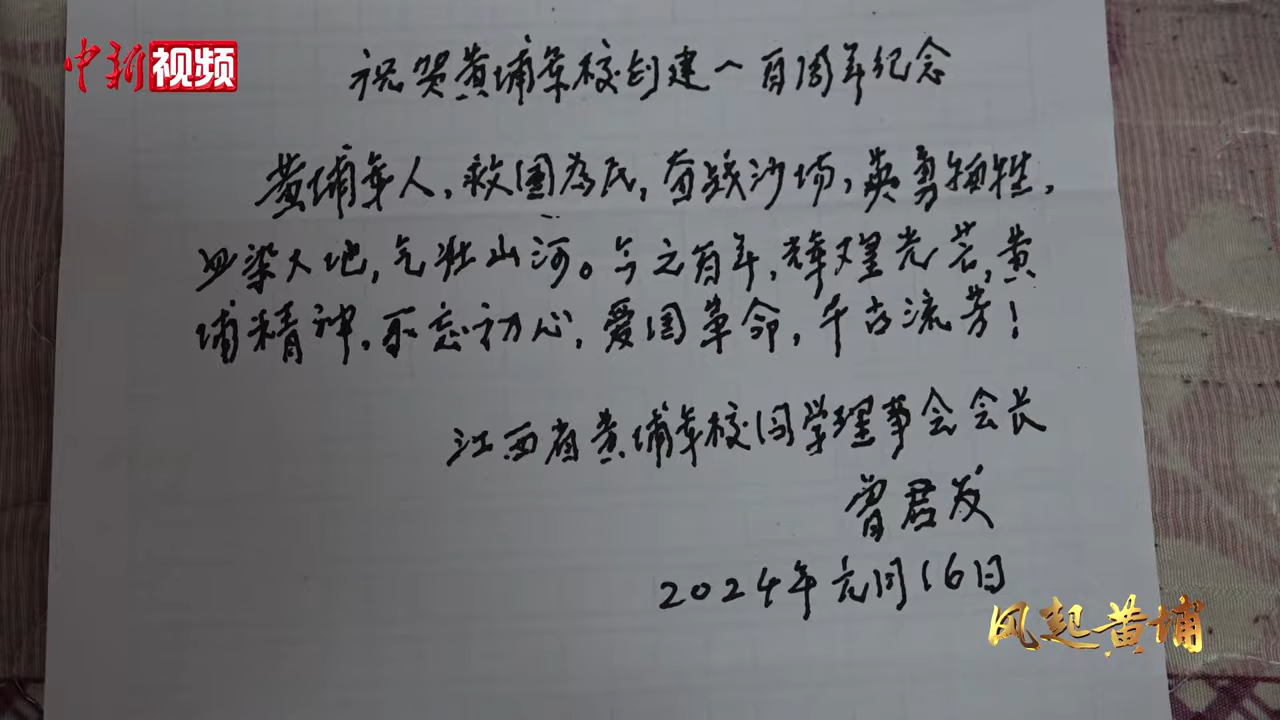 中新视频
祝贺黄埔军校创建一百周年纪念
黄埔军人，救国为民，奋战沙场，英勇牺牲，
血染大地，气壮山河。今之百年，辉煌光芒，黄
埔精神，不忘初心，爱国革命，千古流芳！
江西省黄埔军校同学理事会会长
曾君发
2024年元月16日
风起黄埔